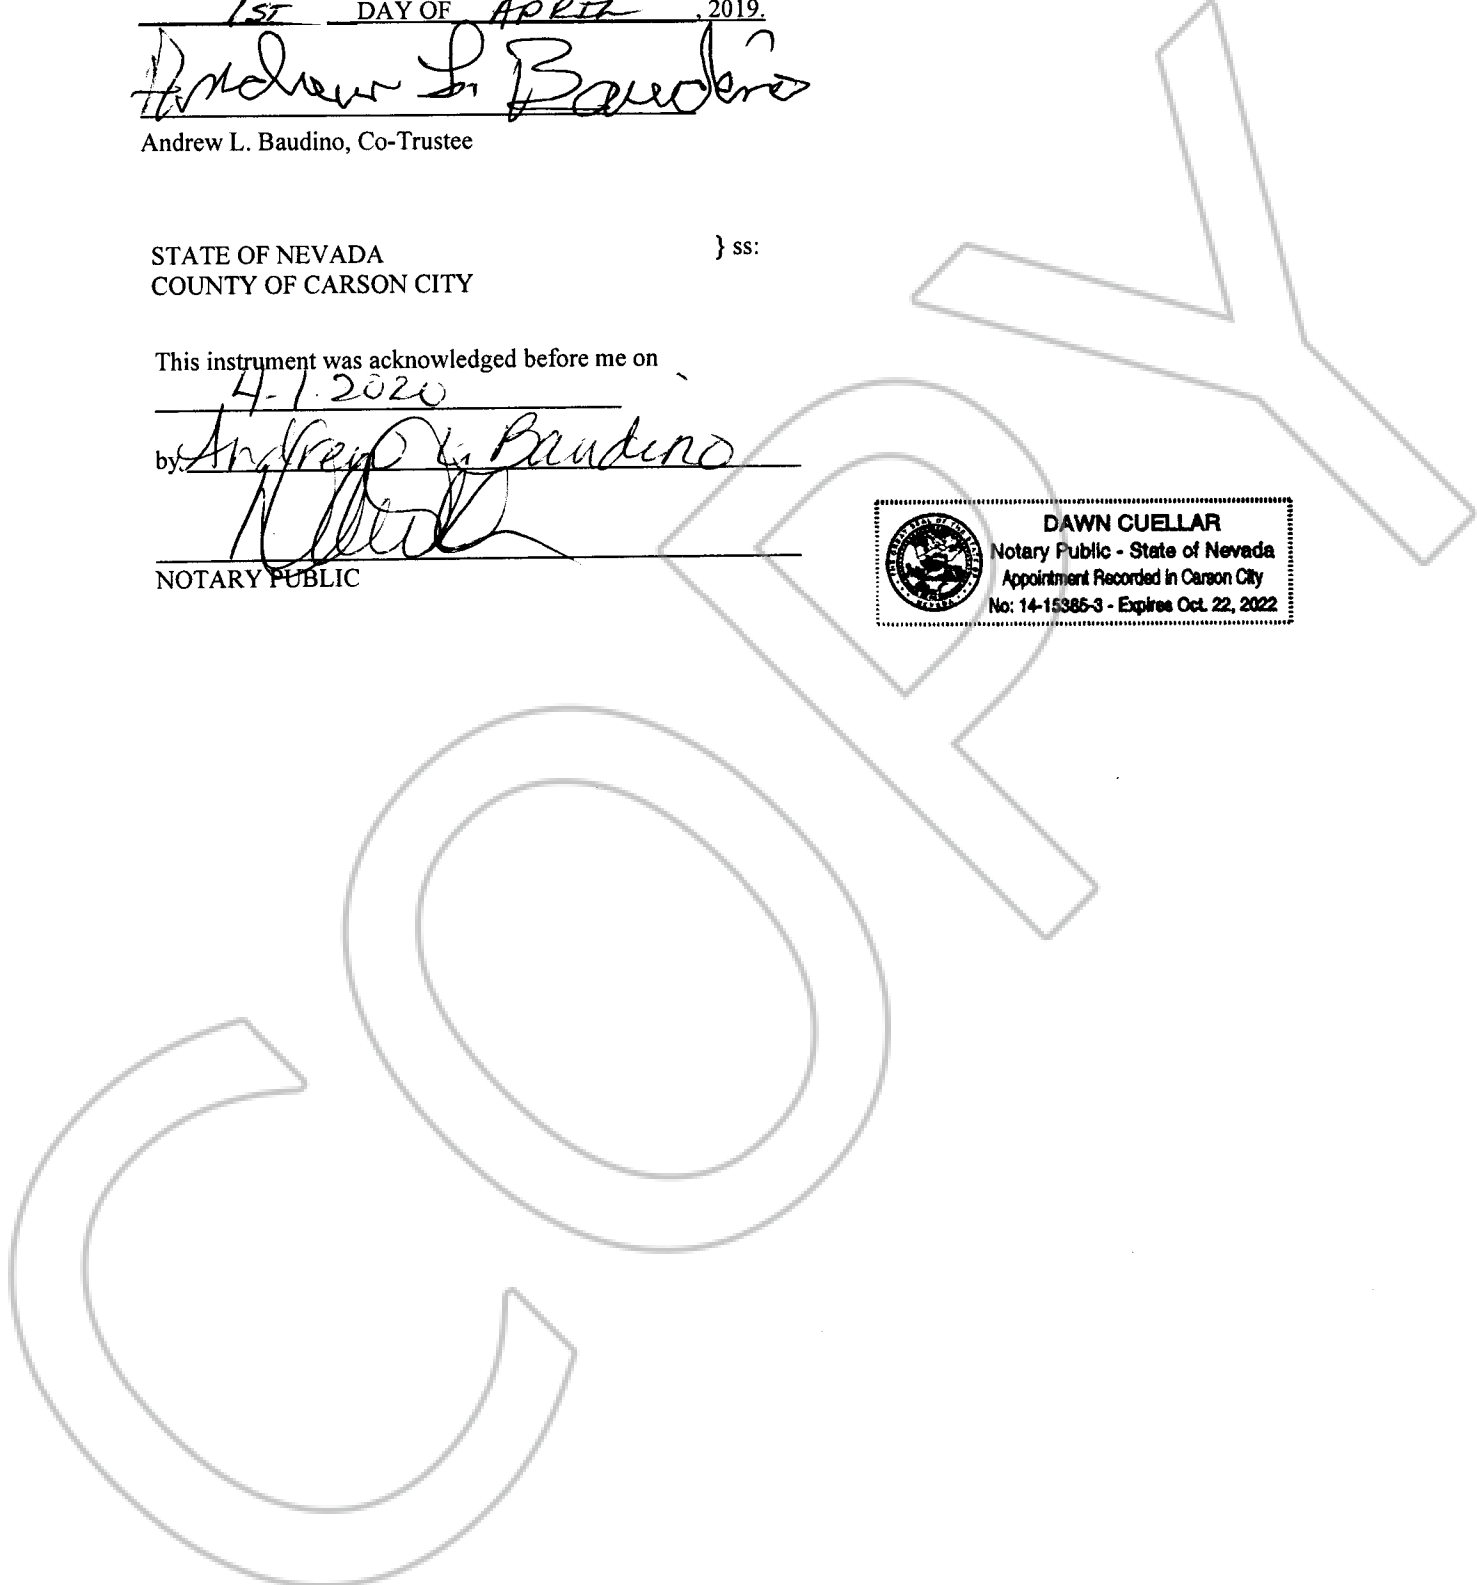 1ST DAY OF APRIL, 2019.
Andrew L. Baudino
Andrew L. Baudino, Co-Trustee
STATE OF NEVADA } ss:
COUNTY OF CARSON CITY
This instrument was acknowledged before me on
4-1-2020
by: Andrew L. Baudino
NOTARY PUBLIC
DAWN CUELLAR
Notary Public - State of Nevada
Appointment Recorded in Carson City
No: 14-15385-3 - Expires Oct. 22, 2022
COPY